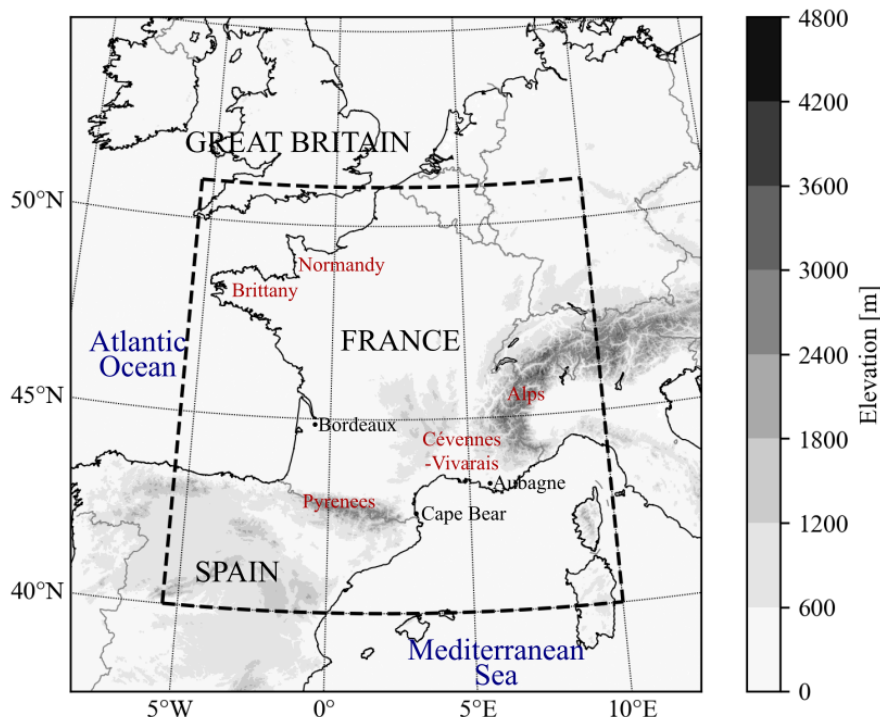 GREAT BRITAIN
50°N
Normandy
Brittany
Atlantic
Ocean
FRANCE
45°N
Alps
Bordeaux
Cévennes
-Vivarais
Aubagne
Pyrenees
Cape Bear
SPAIN
40°N
Mediterranean
Sea
5°W
0°
5°E
10°E
4800
4200
3600
3000
2400
1800
1200
600
0
Elevation [m]